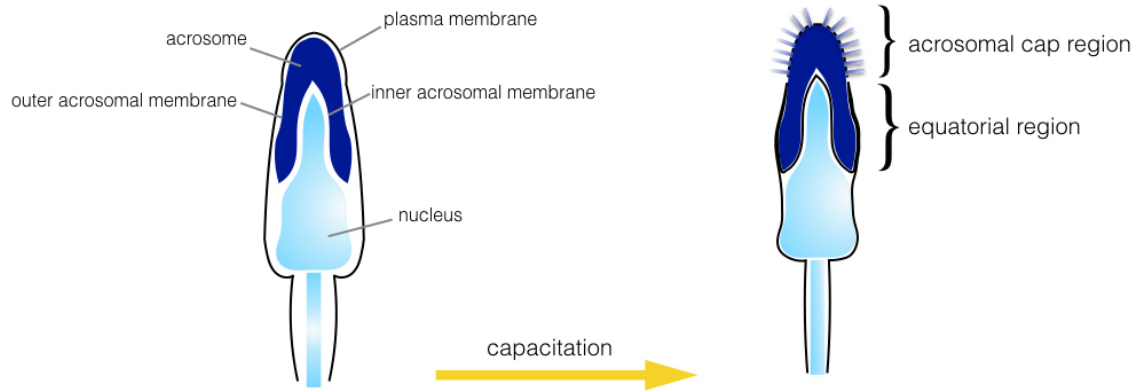 plasma membrane
acrosome
outer acrosomal membrane
inner acrosomal membrane
nucleus
capacitation
acrosomal cap region
equatorial region